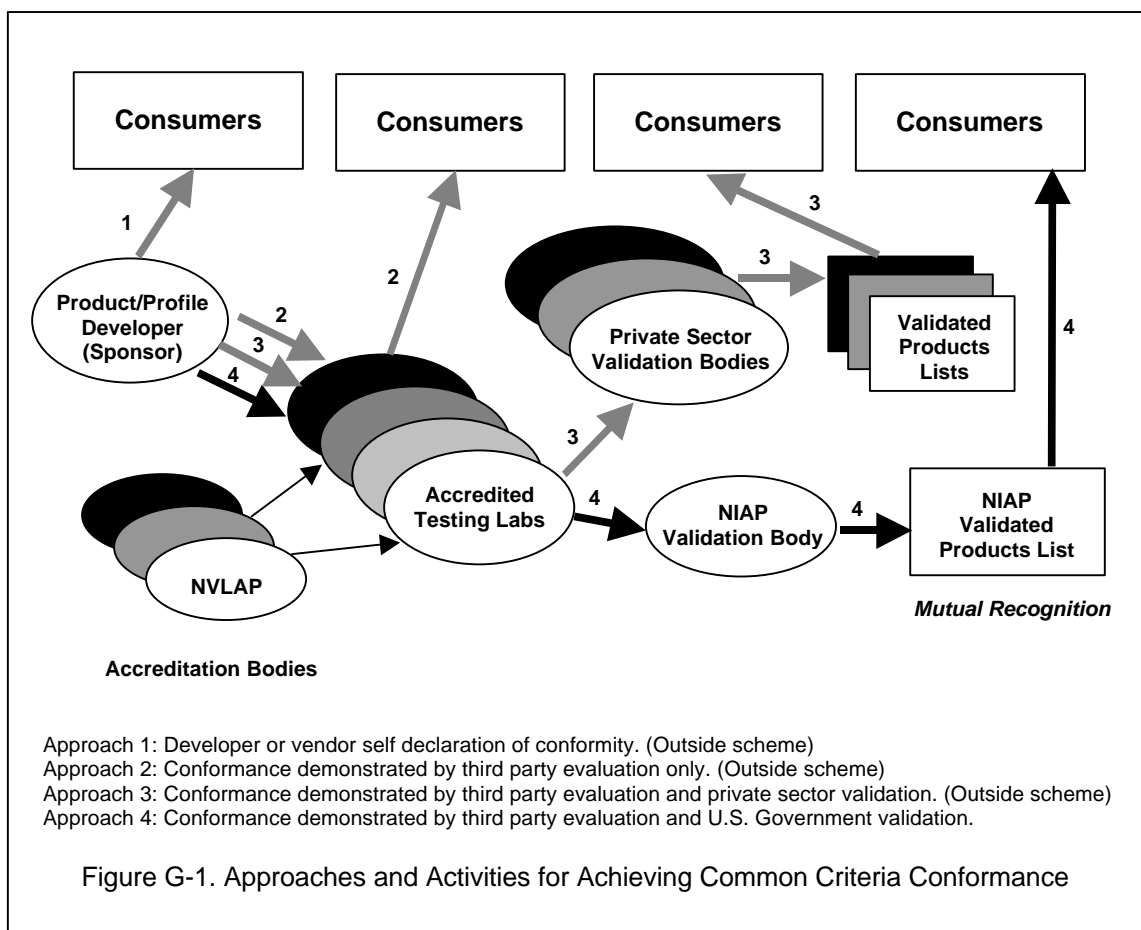 Consumers
Consumers
Consumers
Consumers
1
2
3
3
4
Product/Profile
Developer
(Sponsor)
2
3
4
Private Sector
Validation Bodies
Validated
Products
Lists
3
Accredited
Testing Labs
4
NIAP
Validation Body
4
NIAP
Validated
Products List
NVLAP
Mutual Recognition
Accreditation Bodies
Approach 1: Developer or vendor self declaration of conformity. (Outside scheme)
Approach 2: Conformance demonstrated by third party evaluation only. (Outside scheme)
Approach 3: Conformance demonstrated by third party evaluation and private sector validation. (Outside scheme)
Approach 4: Conformance demonstrated by third party evaluation and U.S. Government validation.
Figure G-1. Approaches and Activities for Achieving Common Criteria Conformance